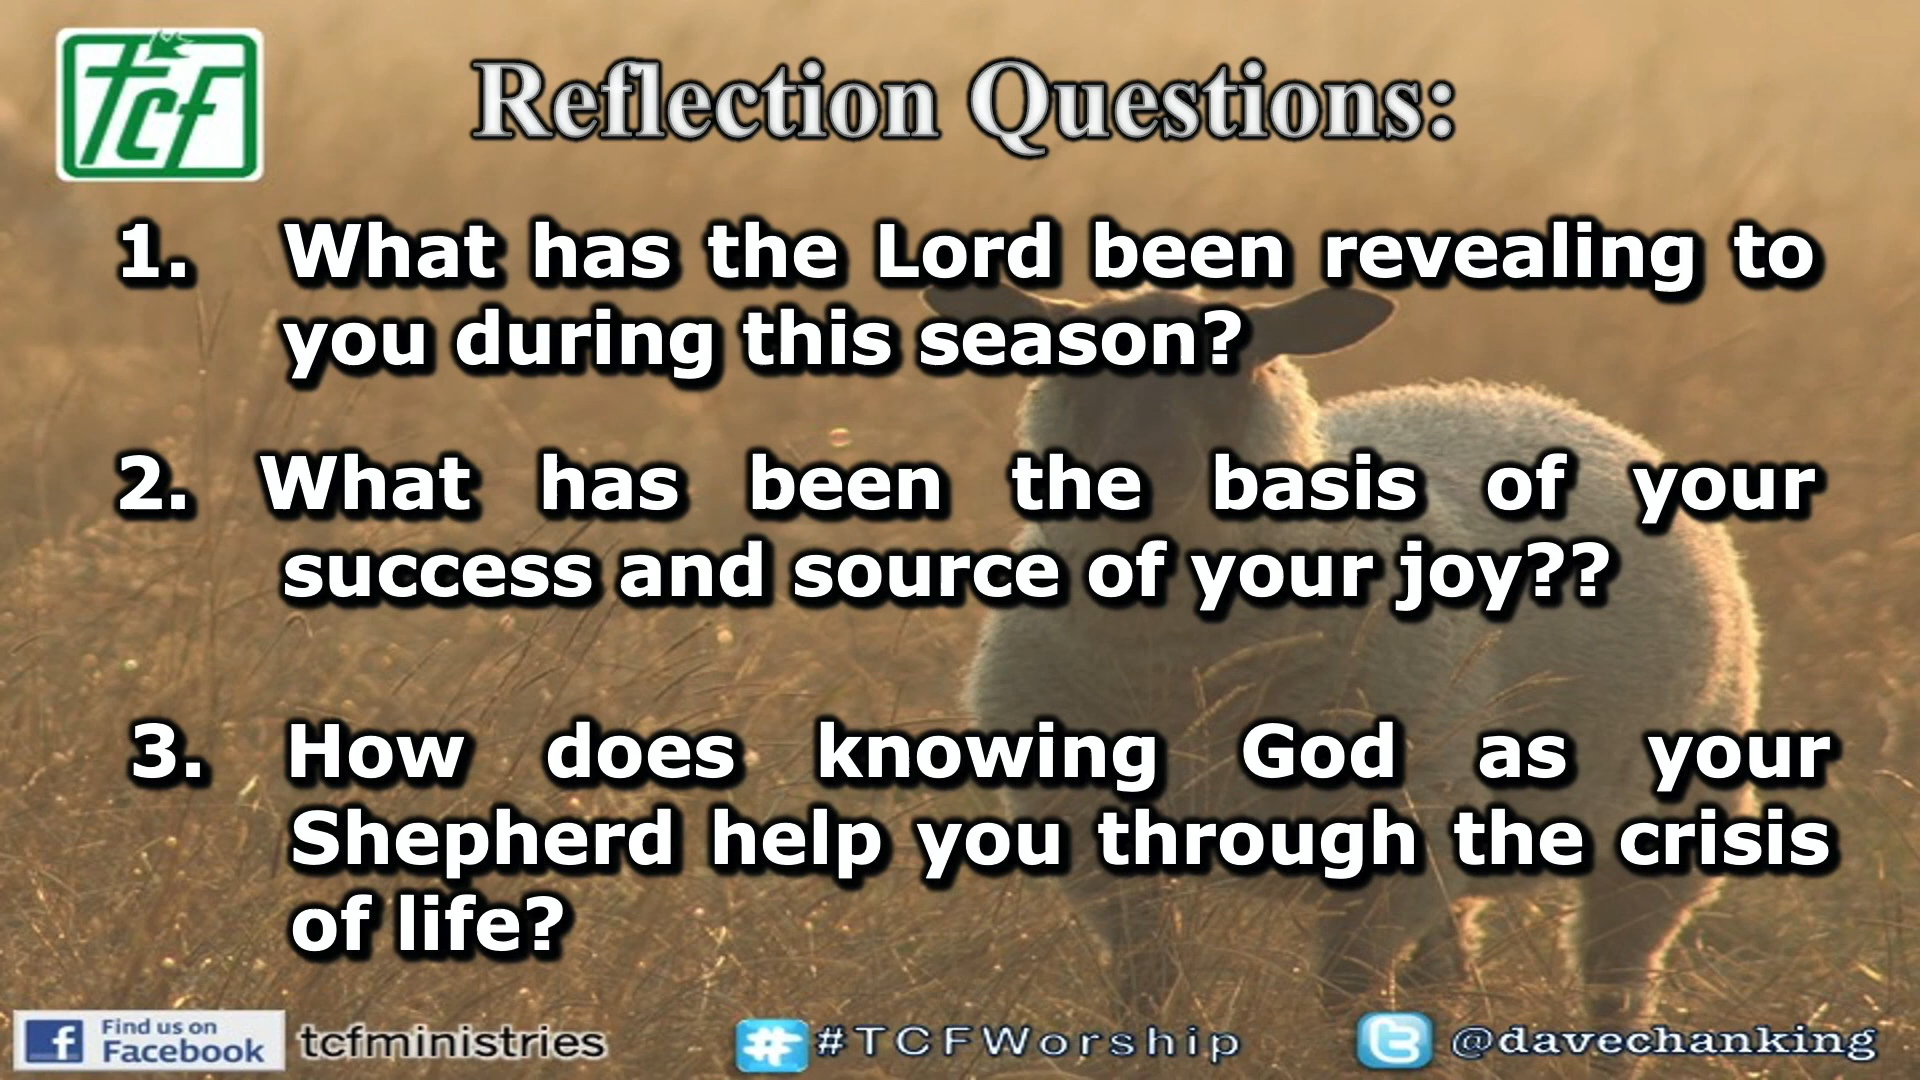 tcf
Reflection Questions:
1. What has the Lord been revealing to
you during this season?
2. What has been the basis of your
success and source of your joy??
3. How does knowing God as your
Shepherd help you through the crisis
of life?
Find us on
Facebook
tcfministries
#TCFWorship
@davechanking